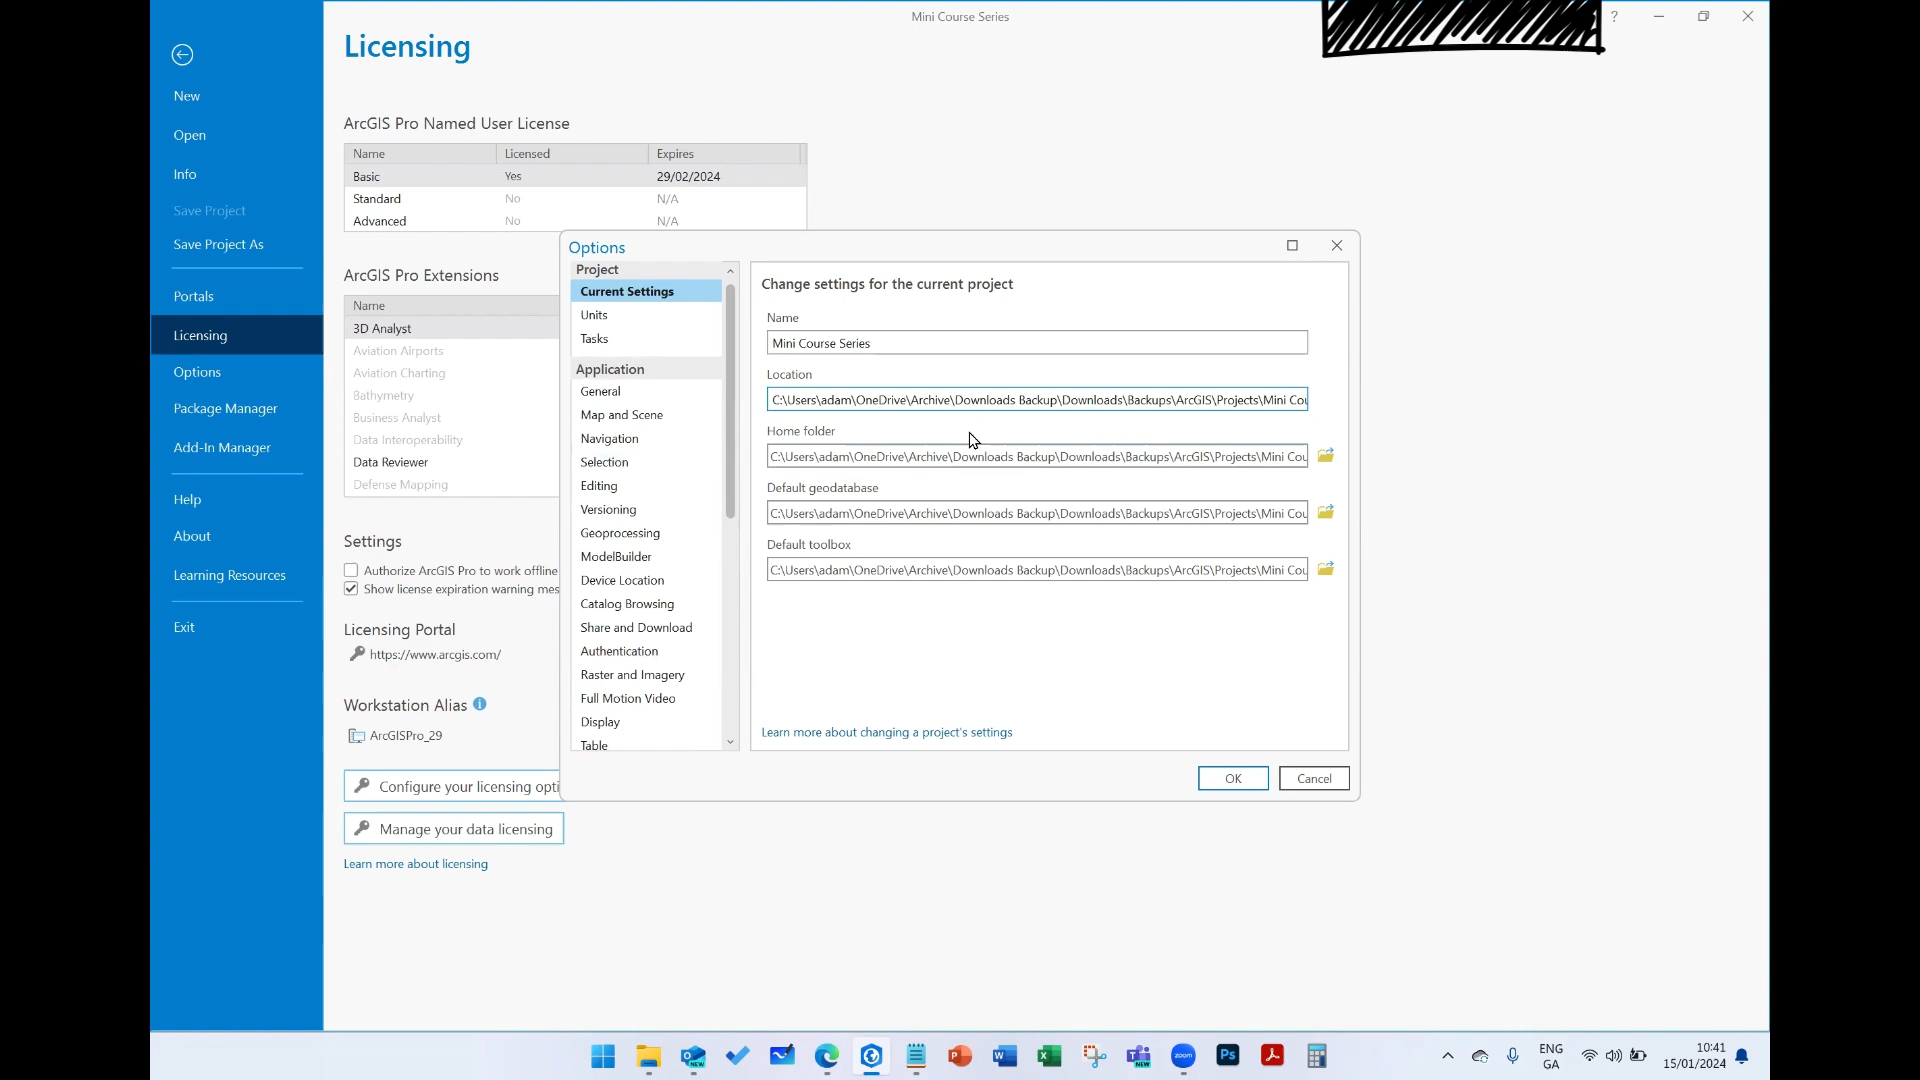 Mini Course Series
?
Licensing
New
Open
Info
Save Project
Save Project As
Portals
Licensing
Options
Package Manager
Add-In Manager
Help
About
Learning Resources
Exit
ArcGIS Pro Named User License
Name Licensed Expires
Basic Yes 29/02/2024
Standard No N/A
Advanced No N/A
ArcGIS Pro Extensions
Name
3D Analyst
Aviation Airports
Aviation Charting
Bathymetry
Business Analyst
Data Interoperability
Data Reviewer
Defense Mapping
Settings
Authorize ArcGIS Pro to work offline
Show license expiration warning mes
Licensing Portal
https://www.arcgis.com/
Workstation Alias
ArcGISPro_29
Configure your licensing opti
Manage your data licensing
Learn more about licensing
Options
Project
Current Settings
Units
Tasks
Application
General
Map and Scene
Navigation
Selection
Editing
Versioning
Geoprocessing
ModelBuilder
Device Location
Catalog Browsing
Share and Download
Authentication
Raster and Imagery
Full Motion Video
Display
Table
Change settings for the current project
Name
Mini Course Series
Location
C:\Users\adam\OneDrive\Archive\Downloads Backup\Downloads\Backups\ArcGIS\Projects\Mini Cou
Home folder
C:\Users\adam\OneDrive\Archive\Downloads Backup\Downloads\Backups\ArcGIS\Projects\Mini Cou
Default geodatabase
C:\Users\adam\OneDrive\Archive\Downloads Backup\Downloads\Backups\ArcGIS\Projects\Mini Cou
Default toolbox
C:\Users\adam\OneDrive\Archive\Downloads Backup\Downloads\Backups\ArcGIS\Projects\Mini Cou
Learn more about changing a project's settings
OK
Cancel
NEW
NEW
zoom
Ps
ENG
GA
10:41
15/01/2024